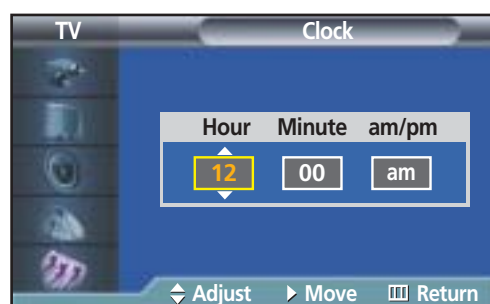 TV Clock
Hour Minute am/pm
12 00 am
Adjust Move Return